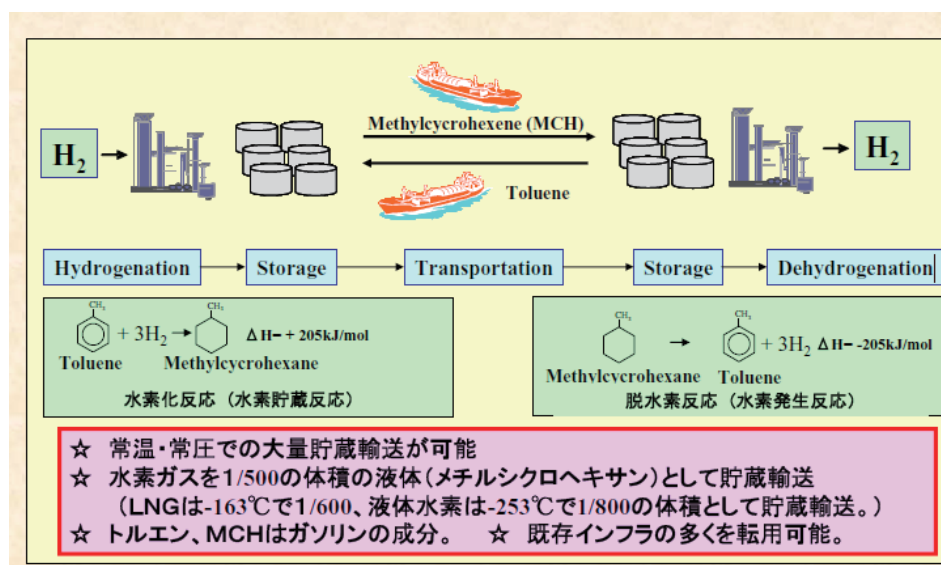 H2
Methylcycrohexene (MCH)
Toluene
H2
Hydrogenation
Storage
Transportation
Storage
Dehydrogenation
CH3
+ 3H2
ΔH= + 205kJ/mol
Toluene
Methylcycrohexane
水素化反応（水素貯蔵反応）
CH3
CH3
+ 3H2 ΔH= -205kJ/mol
Methylcycrohexane
Toluene
脱水素反応（水素発生反応）
☆ 常温・常圧での大量貯蔵輸送が可能
☆ 水素ガスを1/500の体積の液体（メチルシクロヘキサン）として貯蔵輸送
（LNGは-163℃で1/600、液体水素は-253℃で1/800の体積として貯蔵輸送。）
☆ トルエン、MCHはガソリンの成分。 ☆ 既存インフラの多くを転用可能。